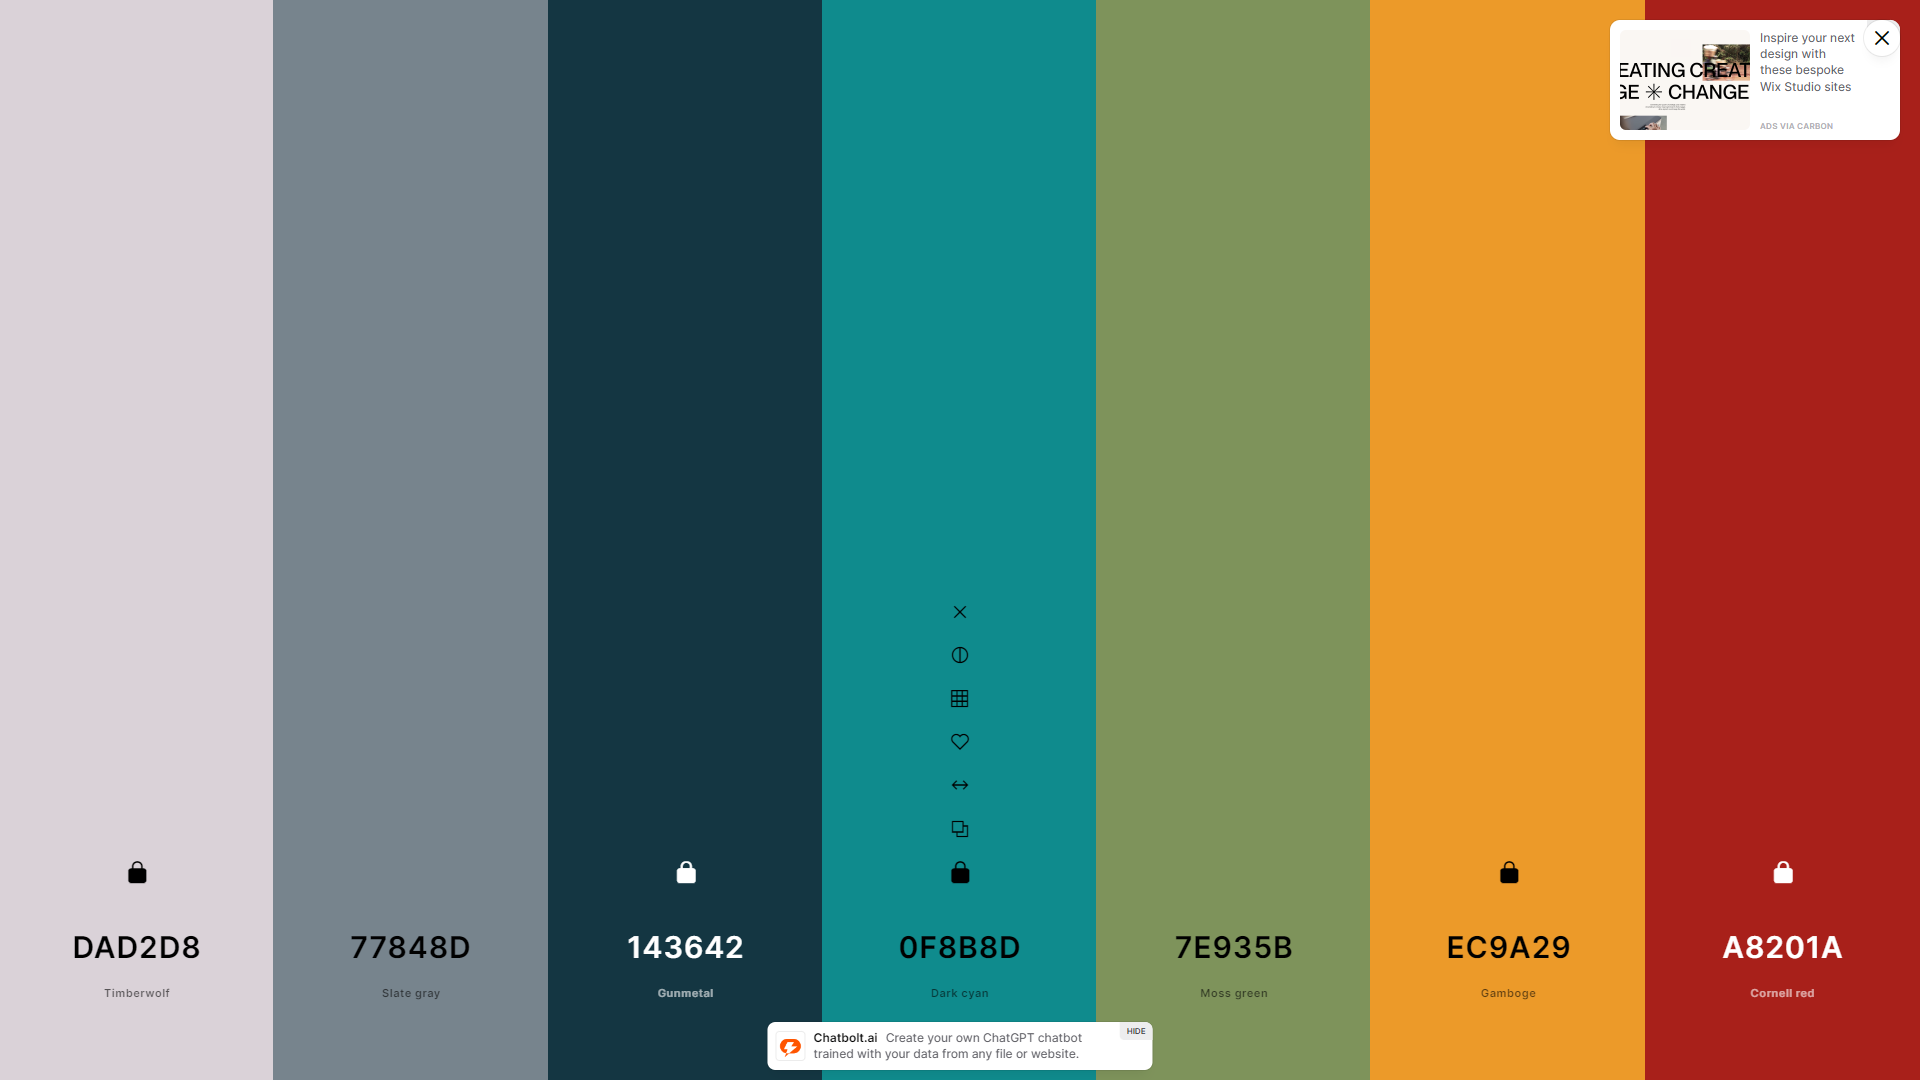 EATING CREAT
GE ✳ CHANGE
Inspire your next
design with
these bespoke
Wix Studio sites
ADS VIA CARBON
DAD2D8
Timberwolf
77848D
Slate gray
143642
Gunmetal
0F8B8D
Dark cyan
7E935B
Moss green
EC9A29
Gamboge
A8201A
Cornell red
Chatbolt.ai Create your own ChatGPT chatbot
trained with your data from any file or website.
HIDE